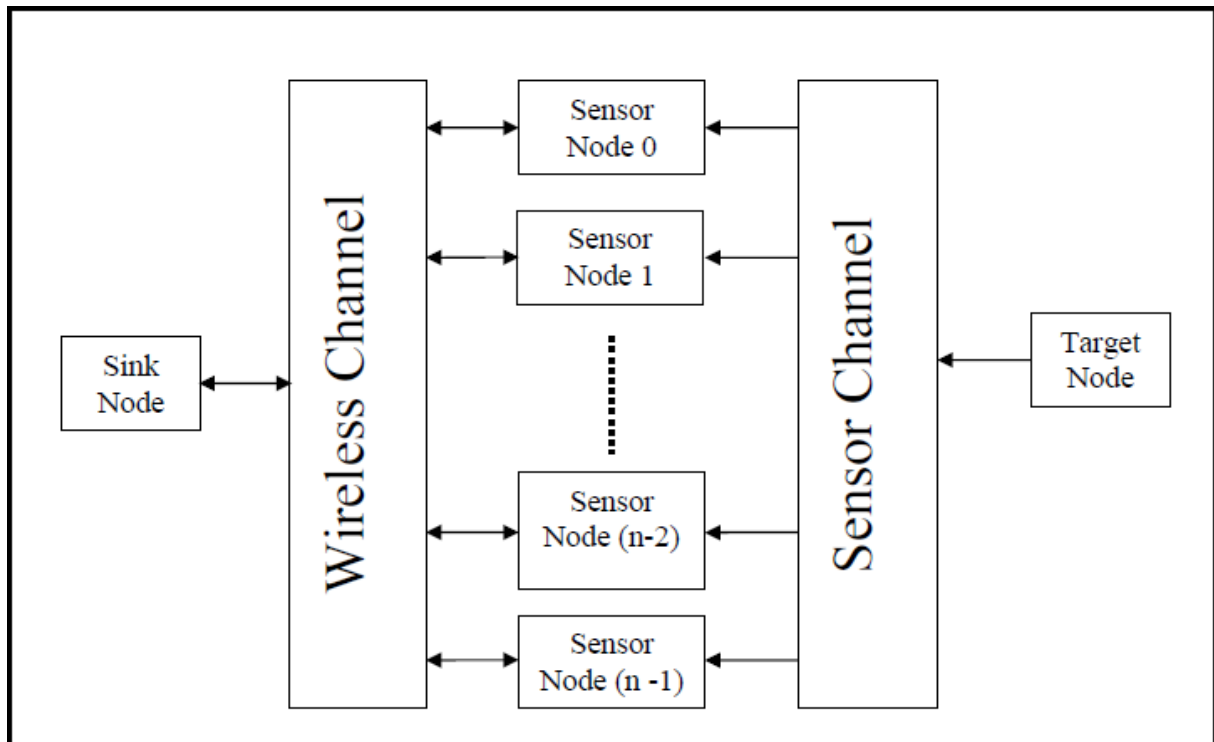 Sink
Node
Wireless Channel
Sensor
Node 0
Sensor
Node 1
Sensor
Node (n-2)
Sensor
Node (n -1)
Sensor Channel
Target
Node